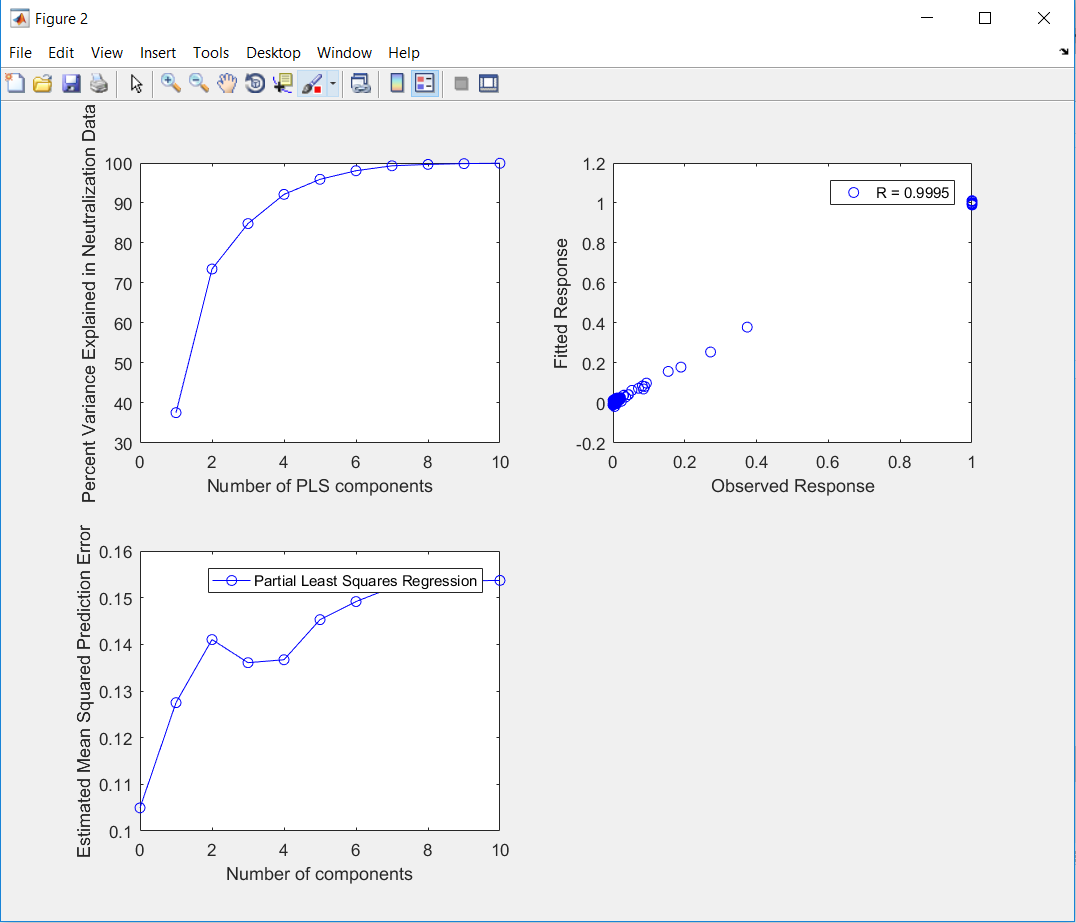 Figure 2
File Edit View Insert Tools Desktop Window Help
Percent Variance Explained in Neutralization Data
100
90
80
70
60
50
40
30
0 2 4 6 8 10
Number of PLS components
Fitted Response
1.2
1
0.8
0.6
0.4
0.2
0
-0.2
R = 0.9995
0 0.2 0.4 0.6 0.8 1
Observed Response
Estimated Mean Squared Prediction Error
0.16
0.15
0.14
0.13
0.12
0.11
0.1
Partial Least Squares Regression
0 2 4 6 8 10
Number of components